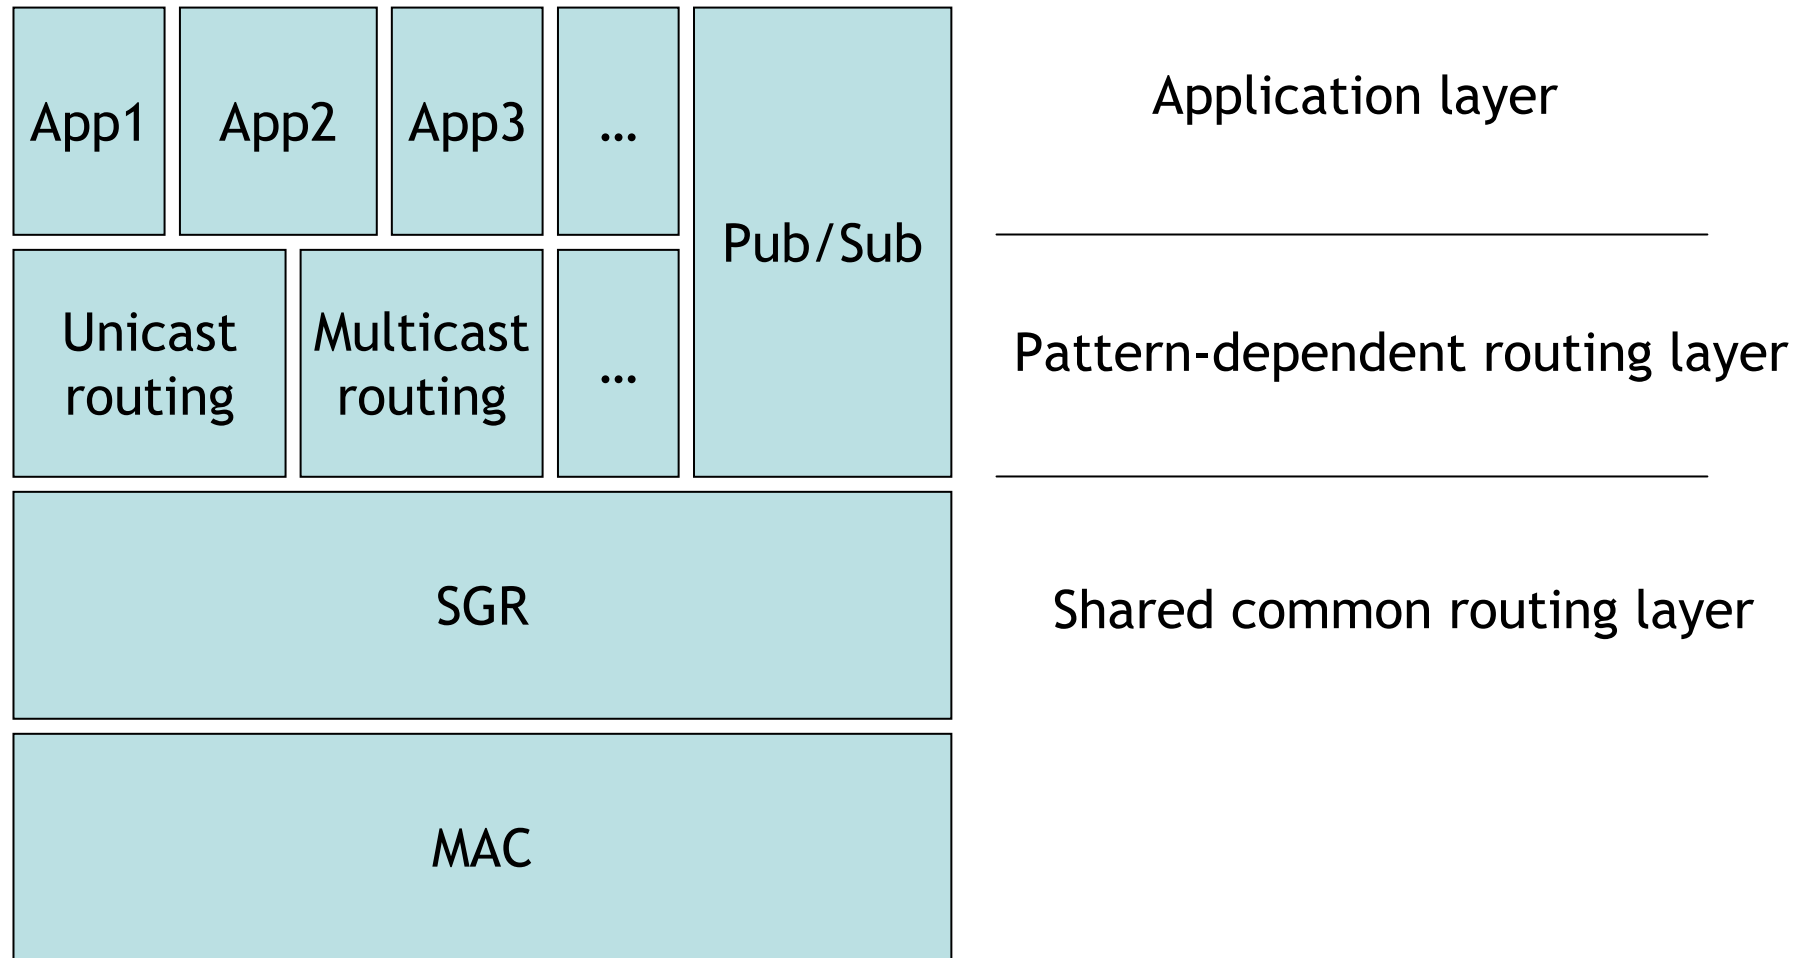 App1
App2
App3
...
Pub/Sub
Application layer
Unicast
routing
Multicast
routing
...
Pattern-dependent routing layer
SGR
Shared common routing layer
MAC